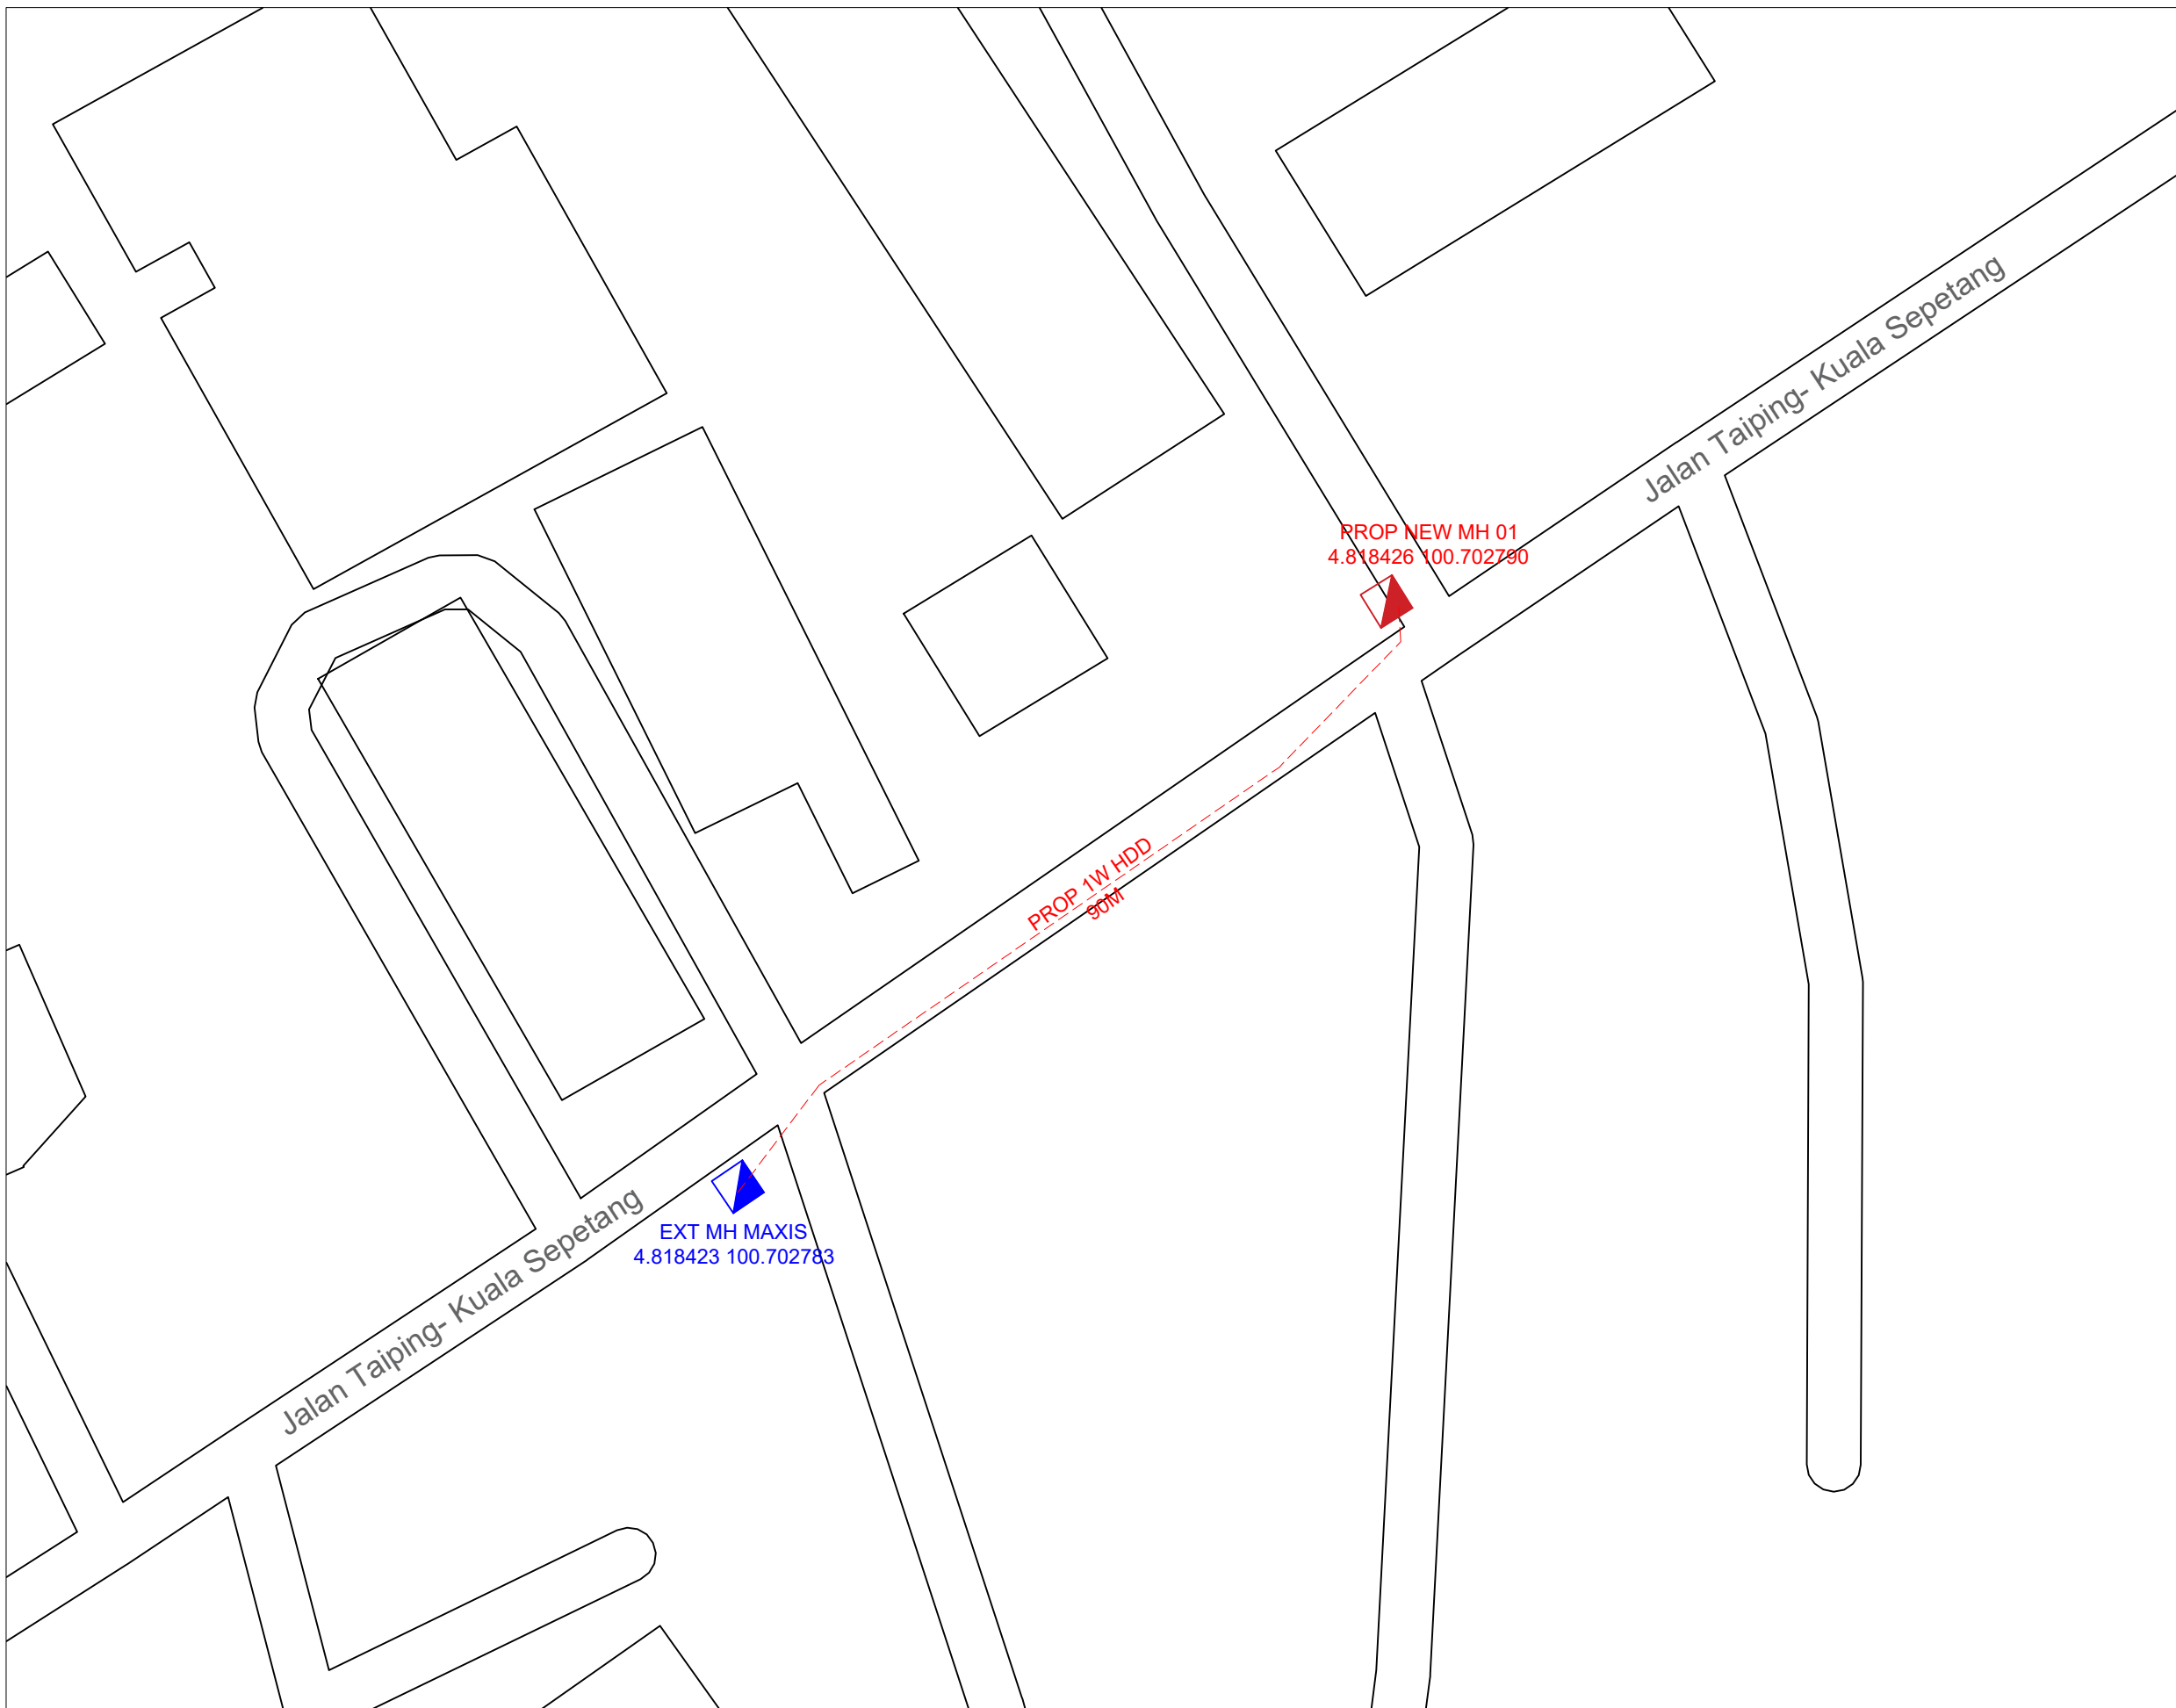 Jalan Taiping- Kuala Sepetang
PROP NEW MH 01
4.818426 100.702790
PROP 1W HDD
90M
EXT MH MAXIS
4.818423 100.702783
Jalan Taiping- Kuala Sepetang